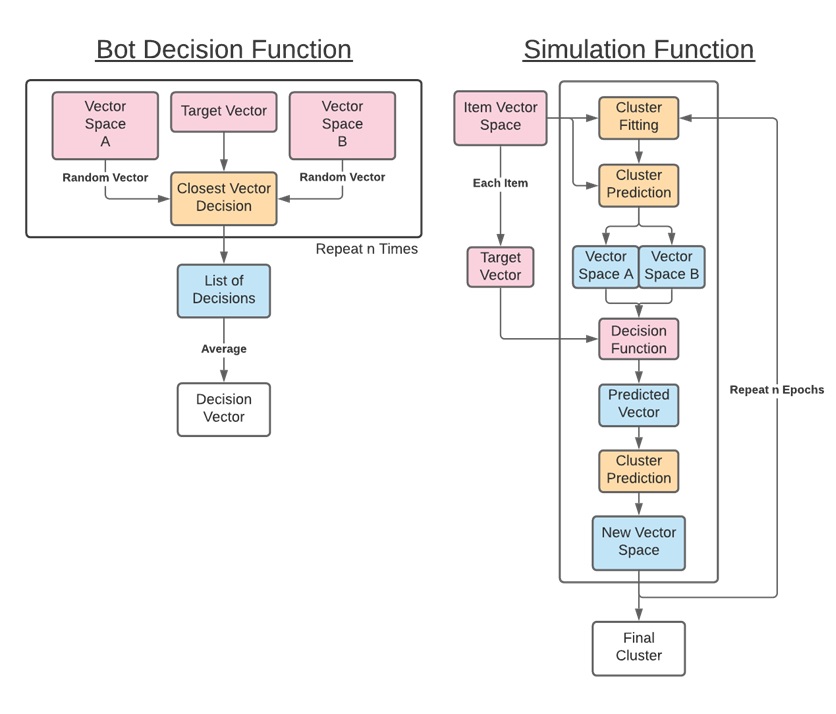 Bot Decision Function
Vector
Space
A
Target Vector
Vector
Space
B
Random Vector
Random Vector
Closest Vector
Decision
Repeat n Times
List of
Decisions
Average
Decision
Vector
Simulation Function
Item Vector
Space
Cluster
Fitting
Each Item
Cluster
Prediction
Target
Vector
Vector
Space A
Vector
Space B
Decision
Function
Predicted
Vector
Repeat n Epochs
Cluster
Prediction
New Vector
Space
Final
Cluster